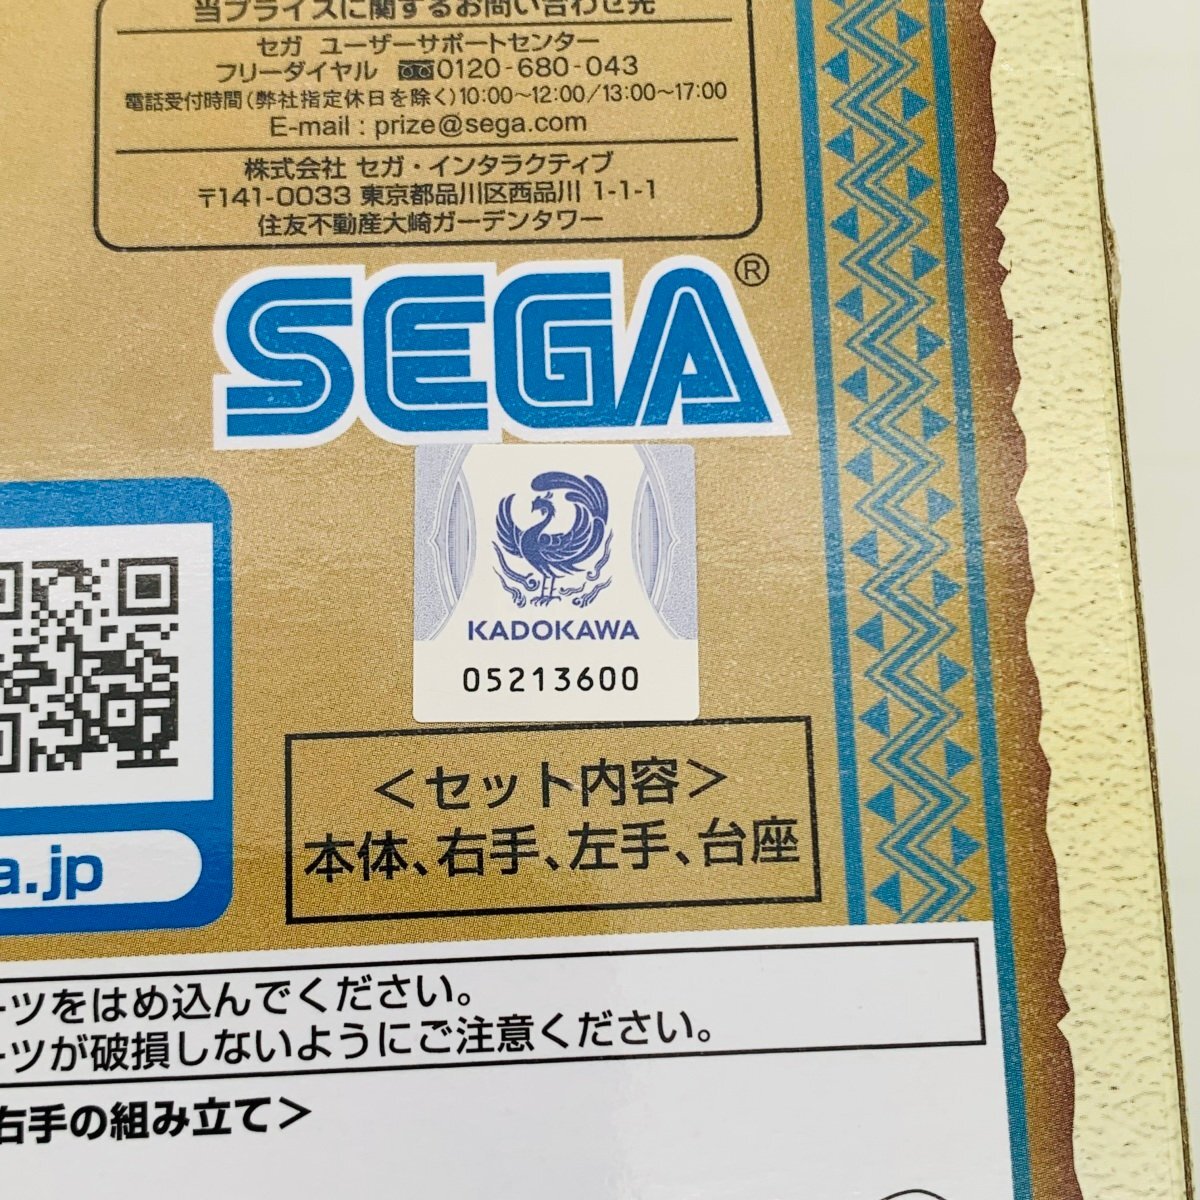 当プライズに関するお問い合わせ先
セガ ユーザーサポートセンター
フリーダイヤル 0120-680-043
電話受付時間(弊社指定休日を除く)10:00～12:00/13:00～17:00
E-mail : prize@sega.com
株式会社 セガ・インタラクティブ
〒141-0033 東京都品川区西品川 1-1-1
住友不動産大崎ガーデンタワー
SEGA®
KADOKAWA
05213600
a.jp
＜セット内容＞
本体、右手、左手、台座
ーツをはめ込んでください。
ーツが破損しないようにご注意ください。
右手の組み立て＞